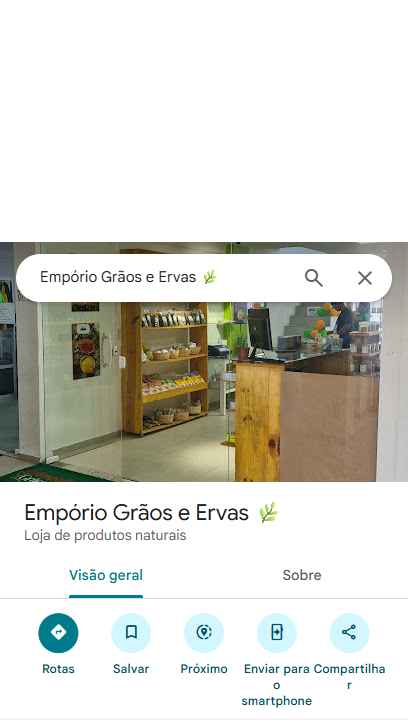 Empório Grãos e Ervas 🌿
Empório Grãos e Ervas 🌿
Loja de produtos naturais
Visão geral
Sobre
Rotas
Salvar
Próximo
Enviar para
o
smartphone
Compartilha
r